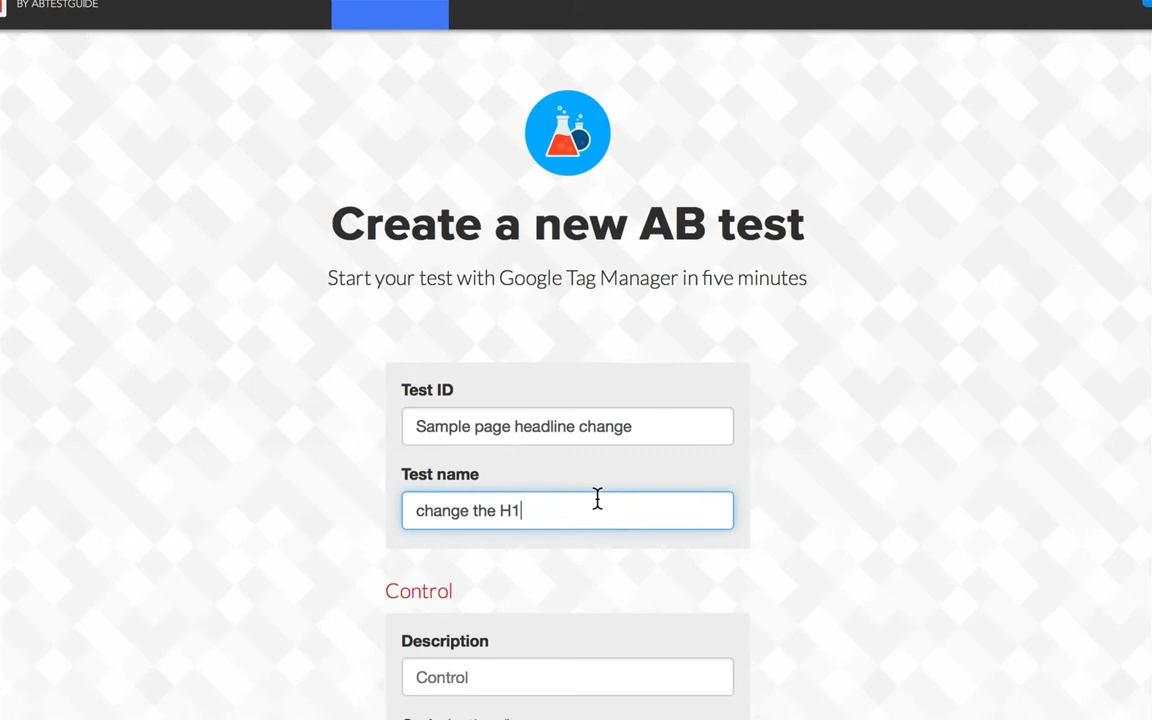 BY ABTESTGUIDE
Create a new AB test
Start your test with Google Tag Manager in five minutes
Test ID
Sample page headline change
Test name
change the H1
Control
Description
Control